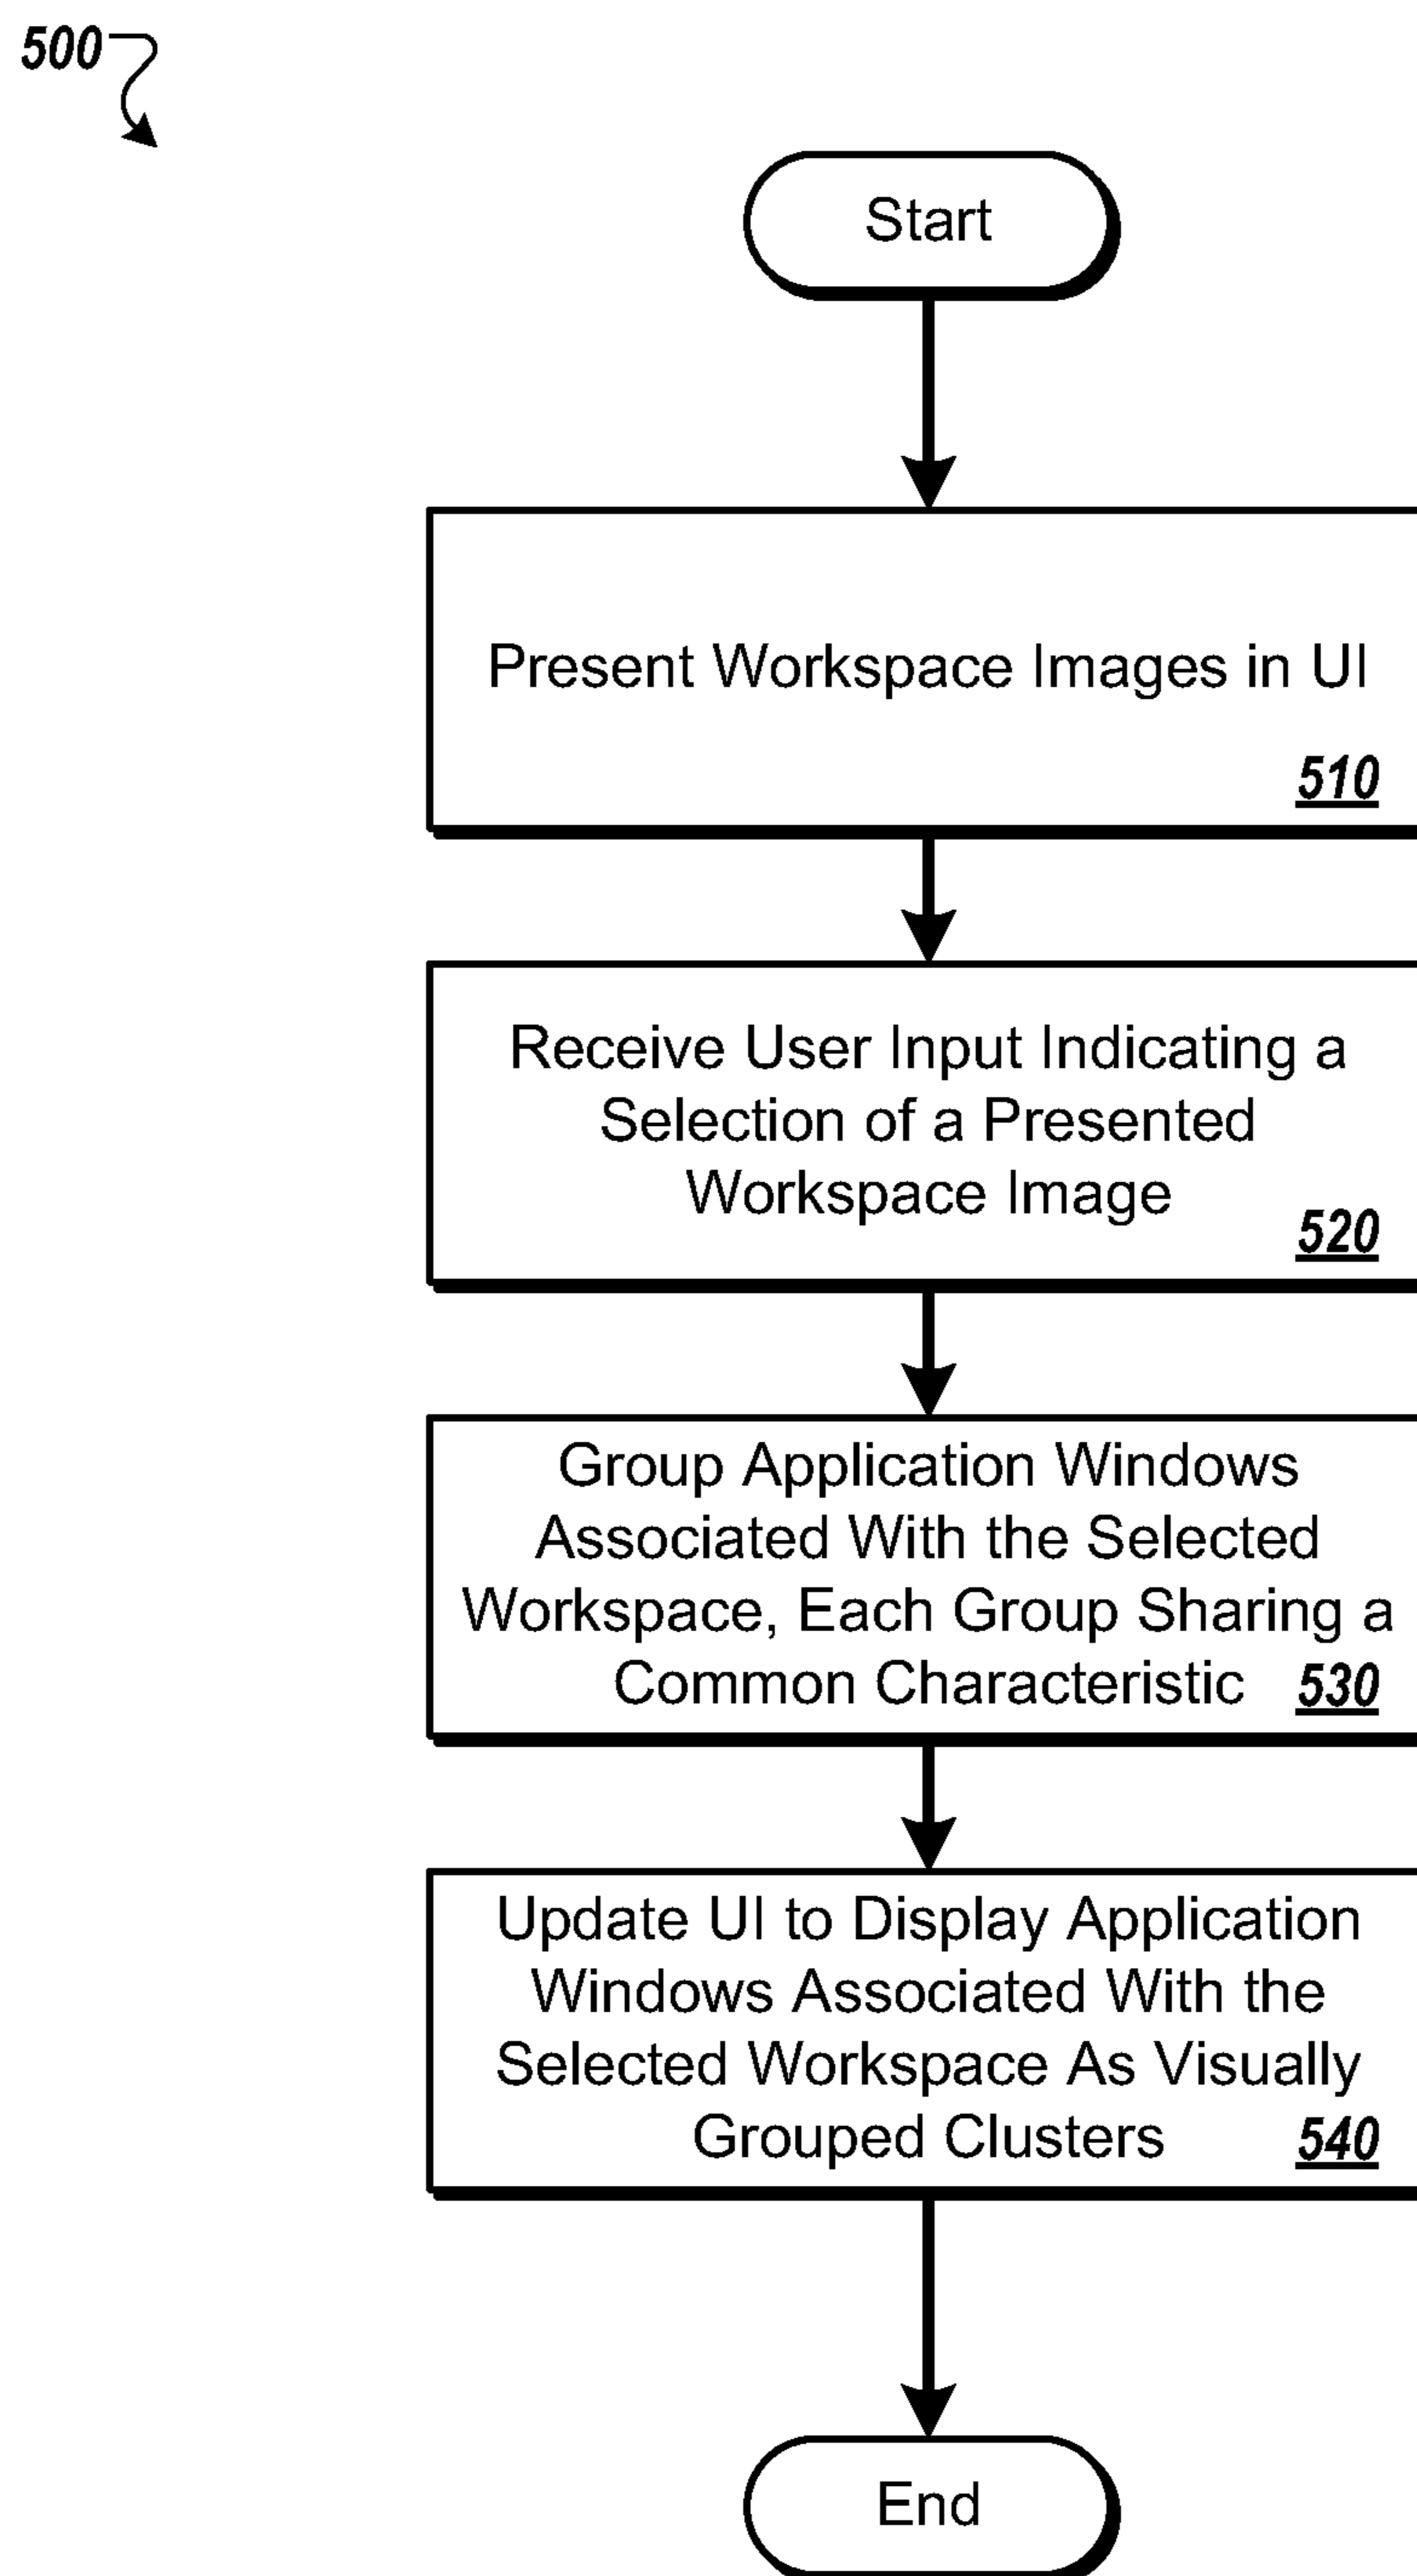 500
Start
Present Workspace Images in UI
510
Receive User Input Indicating a
Selection of a Presented
Workspace Image
520
Group Application Windows
Associated With the Selected
Workspace, Each Group Sharing a
Common Characteristic 530
Update UI to Display Application
Windows Associated With the
Selected Workspace As Visually
Grouped Clusters 540
End